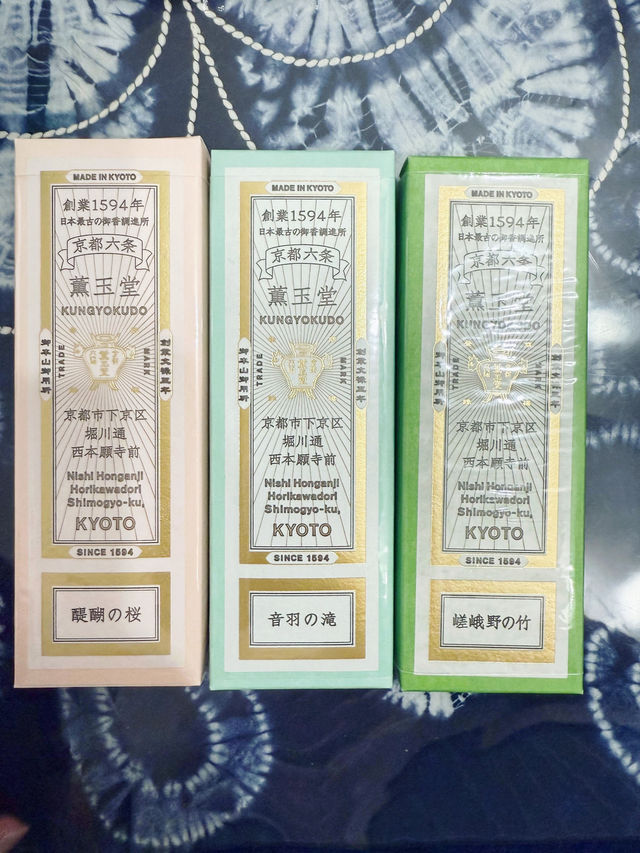 MADE IN KYOTO
創業1594年
日本最古の御香調進所
京都六条
薫玉堂
KUNGYOKUDO
TRADE
MARK
京都市下京区
堀川通
西本願寺前
Nishi Honganji
Horikawadori
Shimogyo-ku,
KYOTO
SINCE 1594
醍醐の桜
MADE IN KYOTO
創業1594年
日本最古の御香調進所
京都六条
薫玉堂
KUNGYOKUDO
TRADE
MARK
京都市下京区
堀川通
西本願寺前
Nishi Honganji
Horikawadori
Shimogyo-ku,
KYOTO
SINCE 1594
音羽の滝
MADE IN KYOTO
創業1594年
日本最古の御香調進所
京都六条
薫玉堂
KUNGYOKUDO
TRADE
MARK
京都市下京区
堀川通
西本願寺前
Nishi Honganji
Horikawadori
Shimogyo-ku,
KYOTO
SINCE 1594
嵯峨野の竹